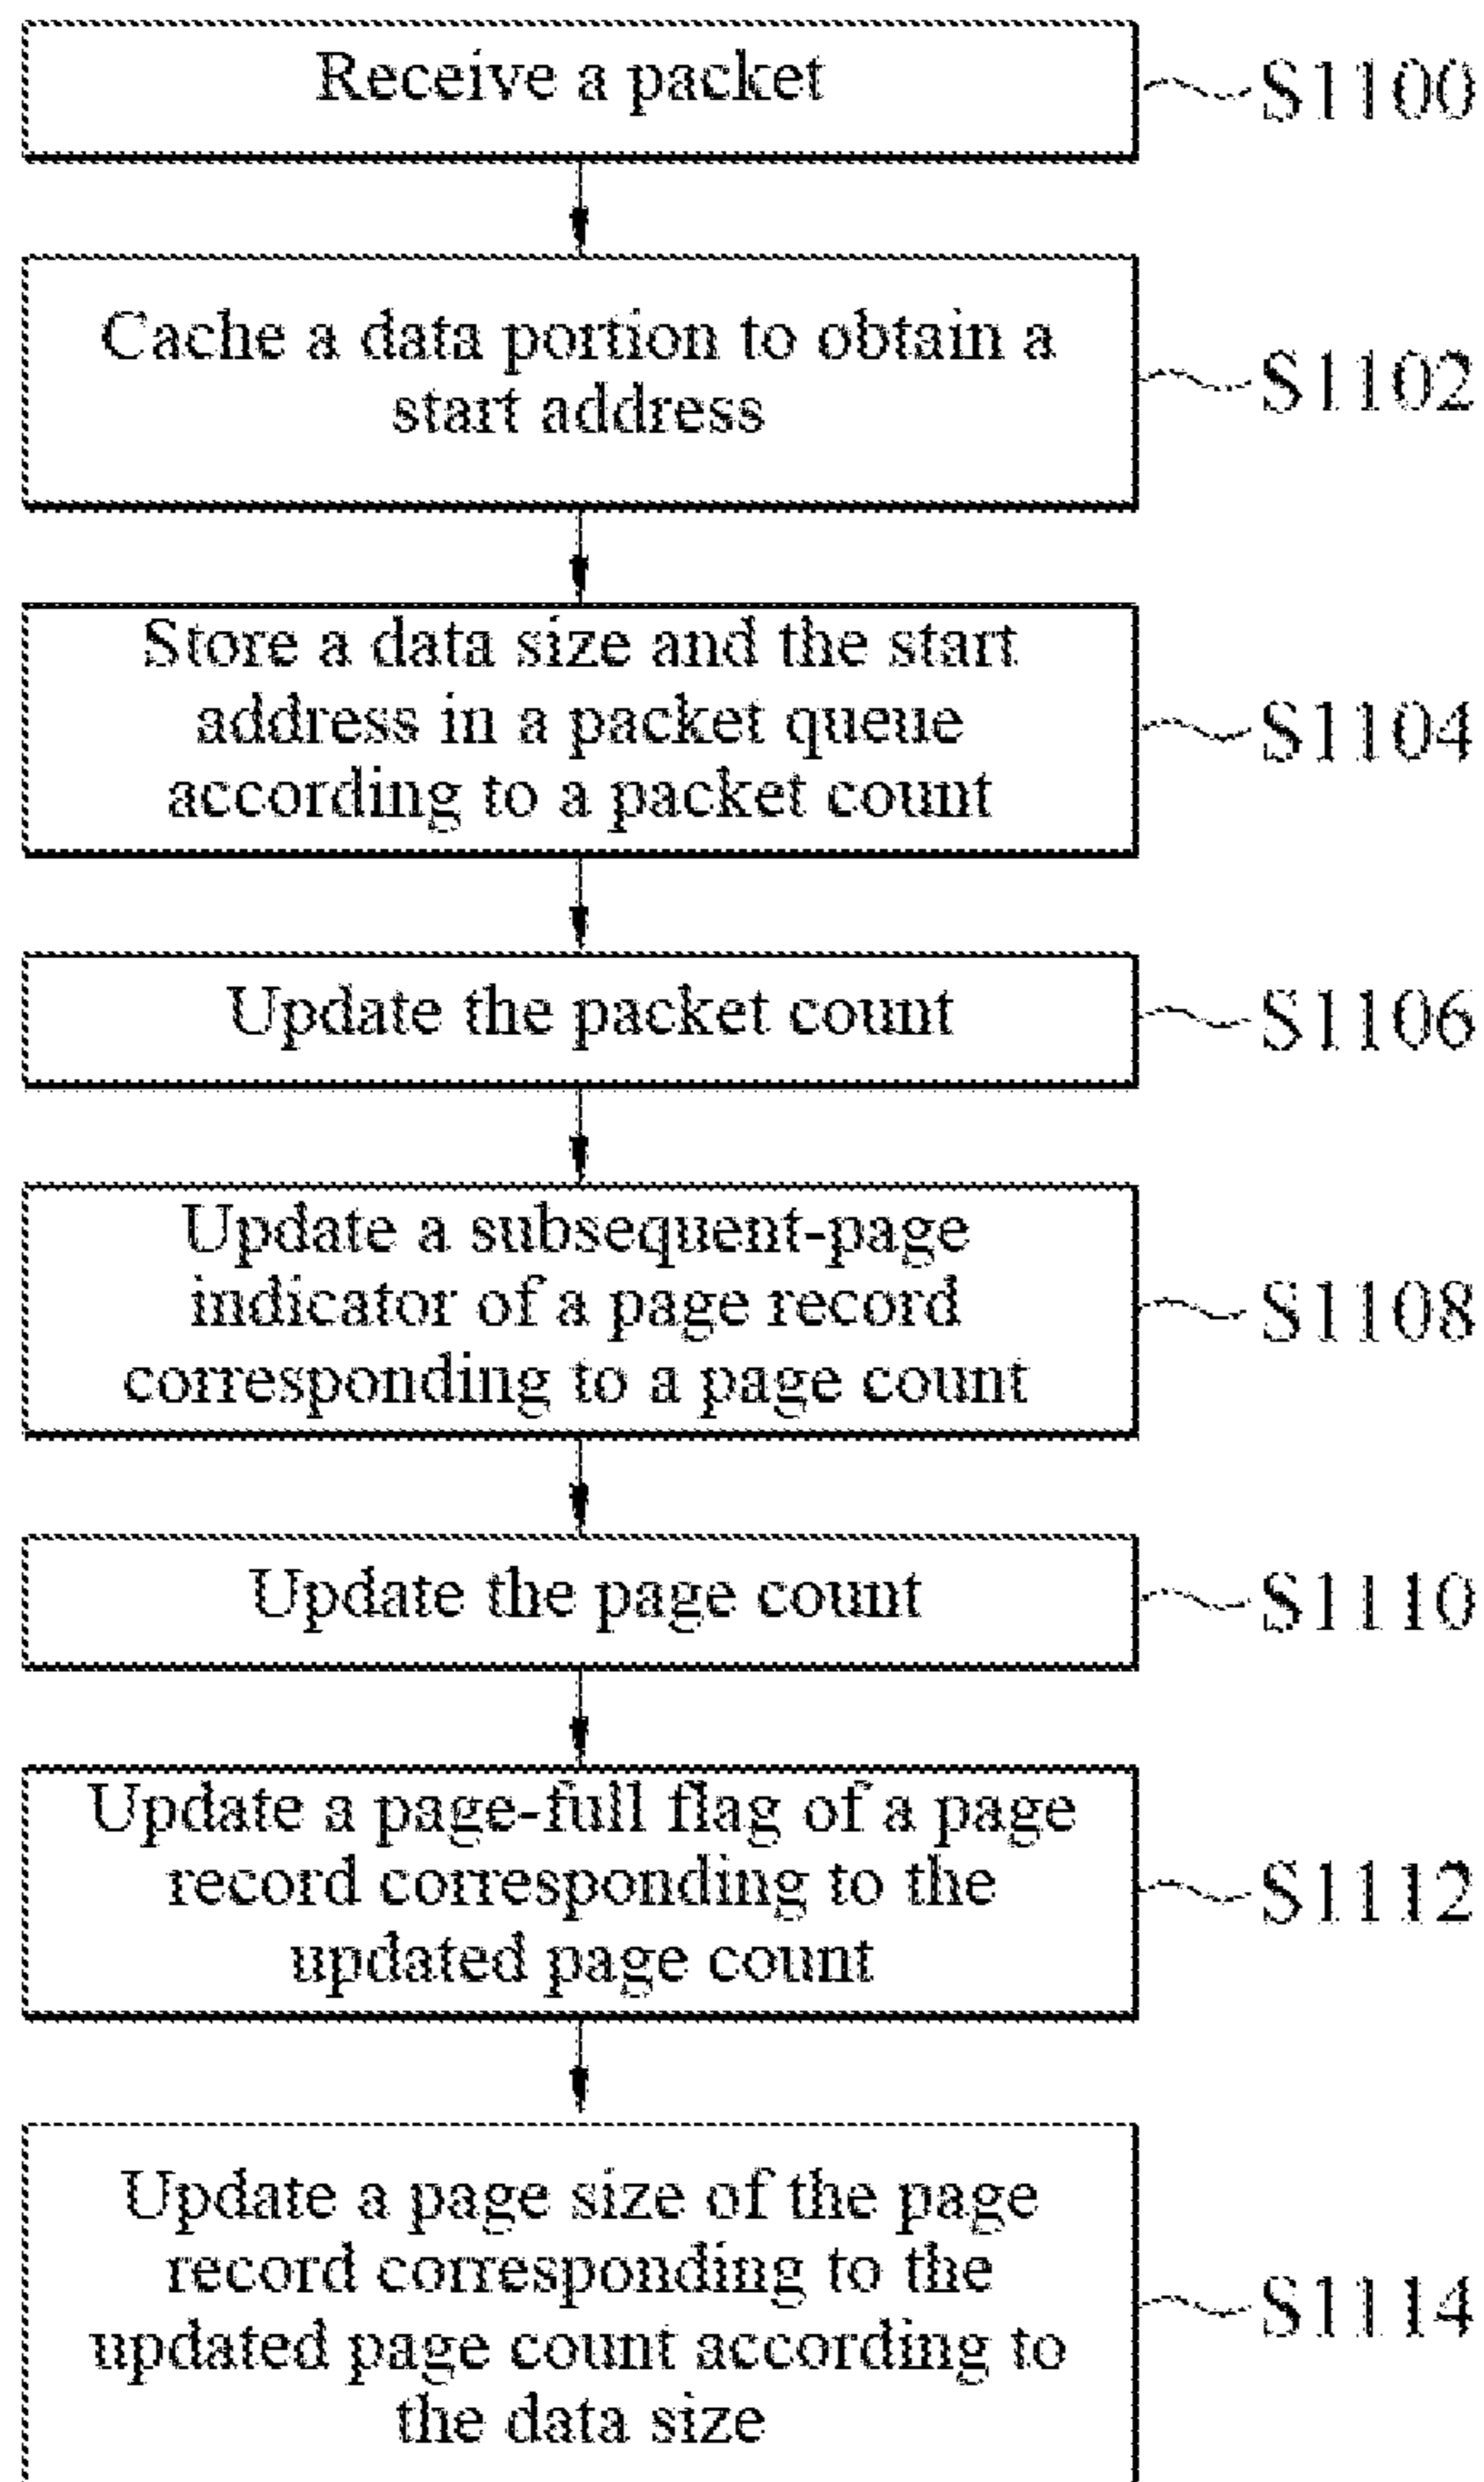 Receive a packet
S1100
Cache a data portion to obtain a
start address
S1102
Store a data size and the start
address in a packet queue
according to a packet count
S1104
Update the packet count
S1106
Update a subsequent-page
indicator of a page record
corresponding to a page count
S1108
Update the page count
S1110
Update a page-full flag of a page
record corresponding to the
updated page count
S1112
Update a page size of the page
record corresponding to the
updated page count according to
the data size
S1114